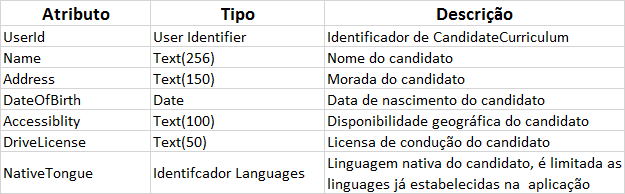 Atributo Tipo Descrição
UserId User Identifier Identificador de CandidateCurriculum
Name Text(256) Nome do candidato
Address Text(150) Morada do candidato
DateOfBirth Date Data de nascimento do candidato
Accessiblity Text(100) Disponibilidade geográfica do candidato
DriveLicense Text(50) Licensa de condução do candidato
NativeTongue Identifcador Languages Linguagem nativa do candidato, é limitada as
linguages já estabelecidas na aplicação